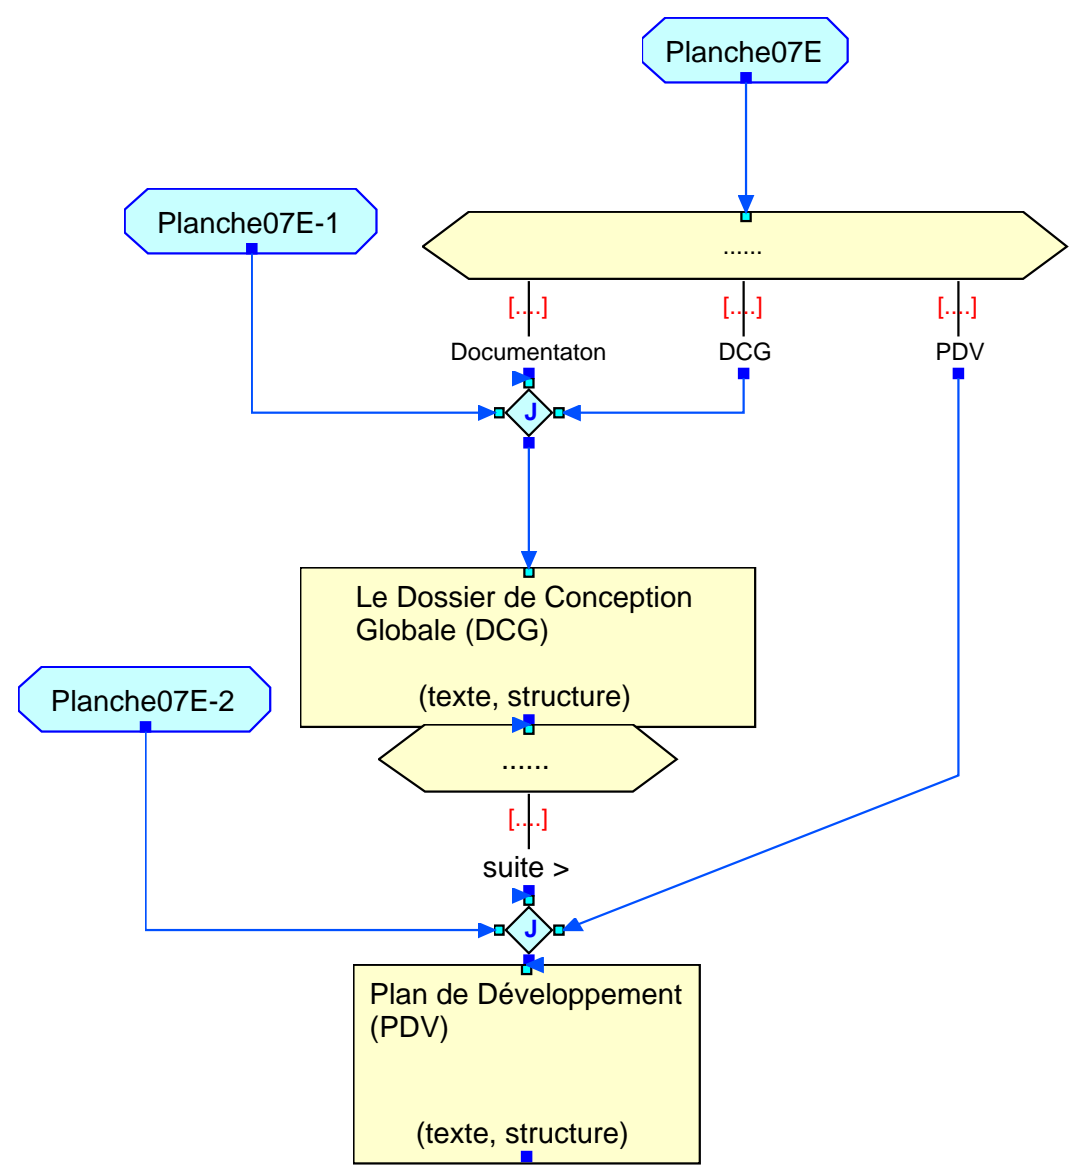 Planche07E
Planche07E-1
......
[....]
[....]
[....]
Documentaton
DCG
PDV
J
Le Dossier de Conception
Globale (DCG)
(texte, structure)
Planche07E-2
......
[....]
suite >
J
Plan de Développement
(PDV)
(texte, structure)